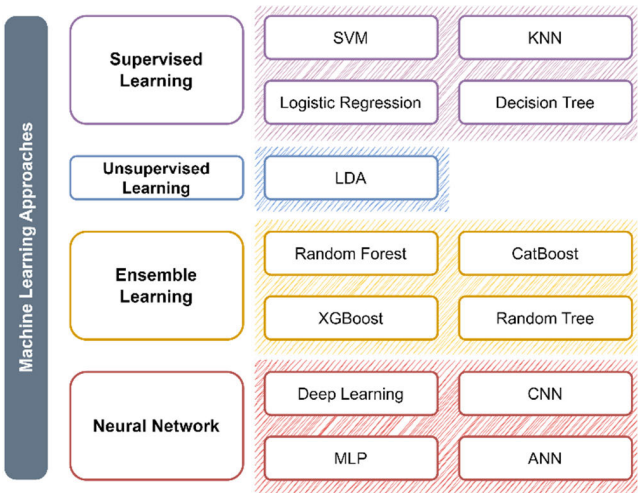 Machine Learning Approaches
Supervised
Learning
SVM
KNN
Logistic Regression
Decision Tree
Unsupervised
Learning
LDA
Ensemble
Learning
Random Forest
CatBoost
XGBoost
Random Tree
Neural Network
Deep Learning
CNN
MLP
ANN